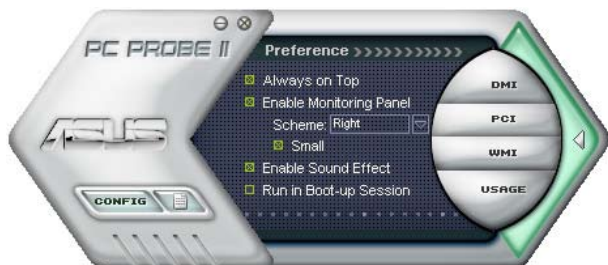 PC PROBE II
Preference >>>>>>>>>>>
Always on Top
Enable Monitoring Panel
Scheme: Right
Small
Enable Sound Effect
Run in Boot-up Session
ASUS
CONFIG
DMI
PCI
WMI
USAGE